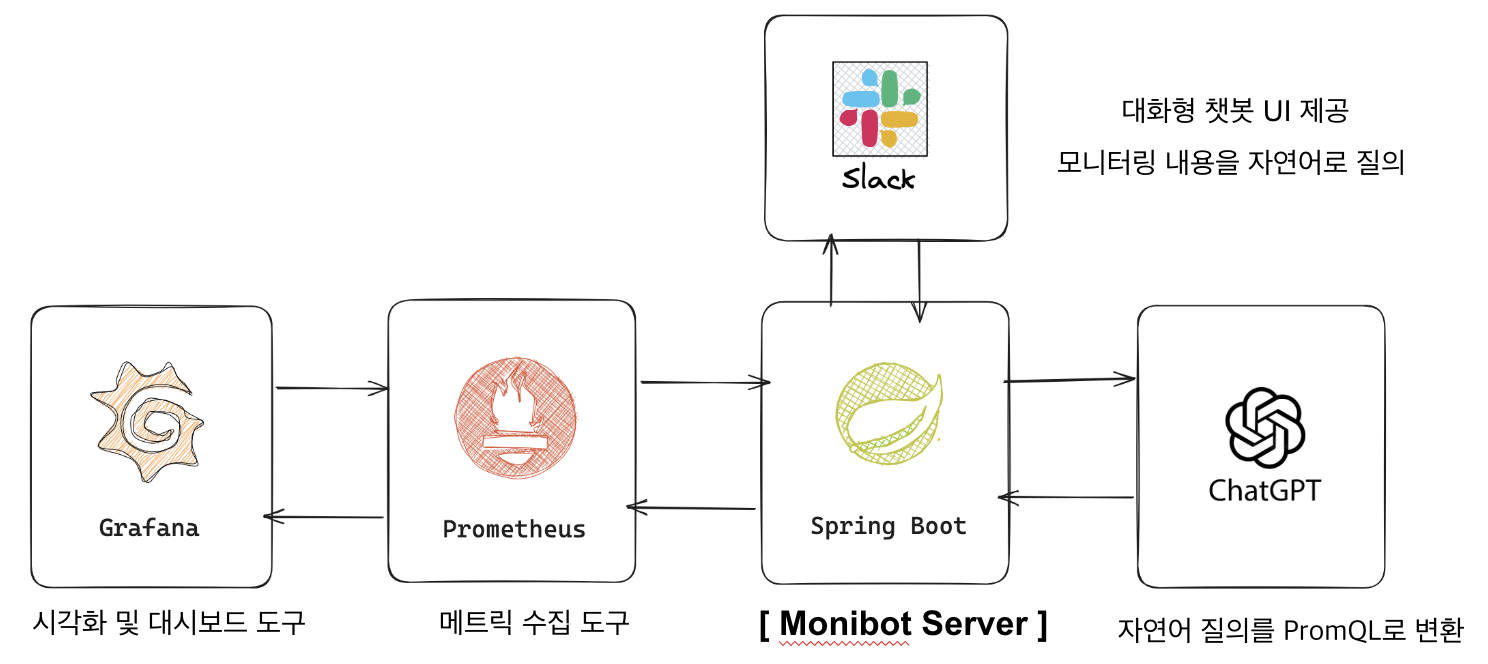 Slack
대화형 챗봇 UI 제공
모니터링 내용을 자연어로 질의
Grafana
Prometheus
Spring Boot
ChatGPT
시각화 및 대시보드 도구
메트릭 수집 도구
[ Monibot Server ]
자연어 질의를 PromQL로 변환